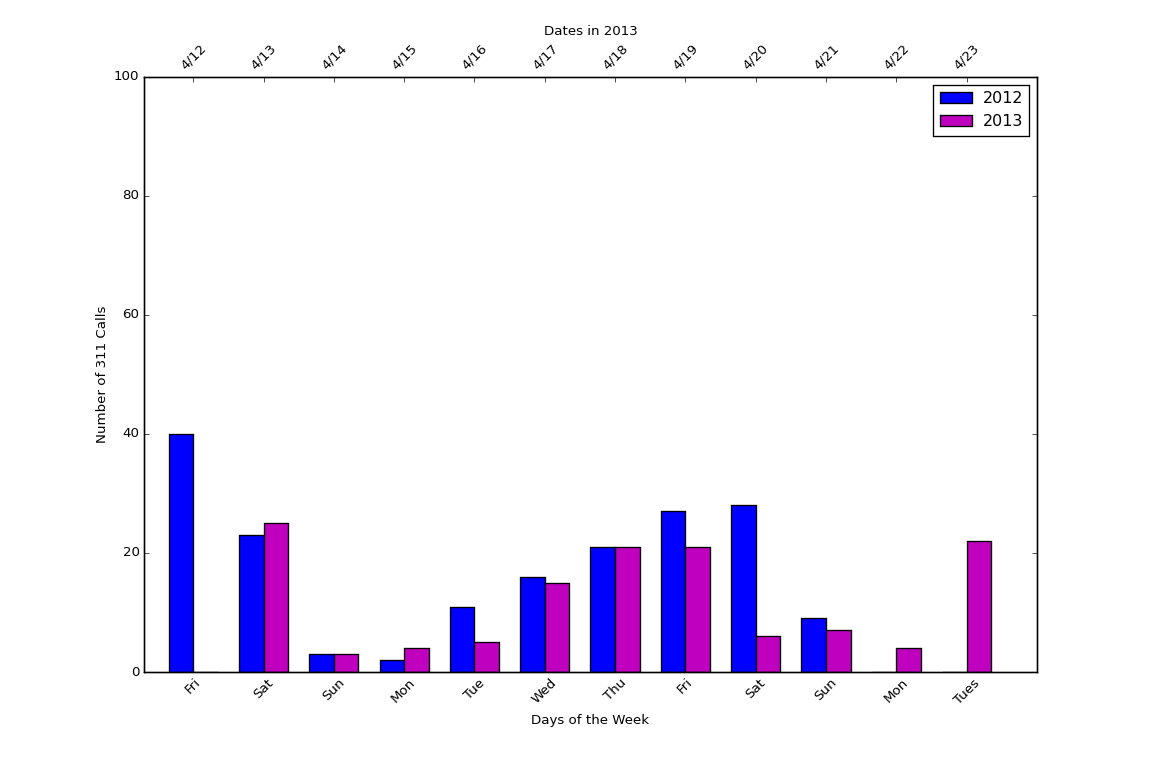 Dates in 2013
4/12 4/13 4/14 4/15 4/16 4/17 4/18 4/19 4/20 4/21 4/22 4/23
2012
2013
100
80
60
40
20
0
Number of 311 Calls
Fri Sat Sun Mon Tue Wed Thu Fri Sat Sun Mon Tues
Days of the Week